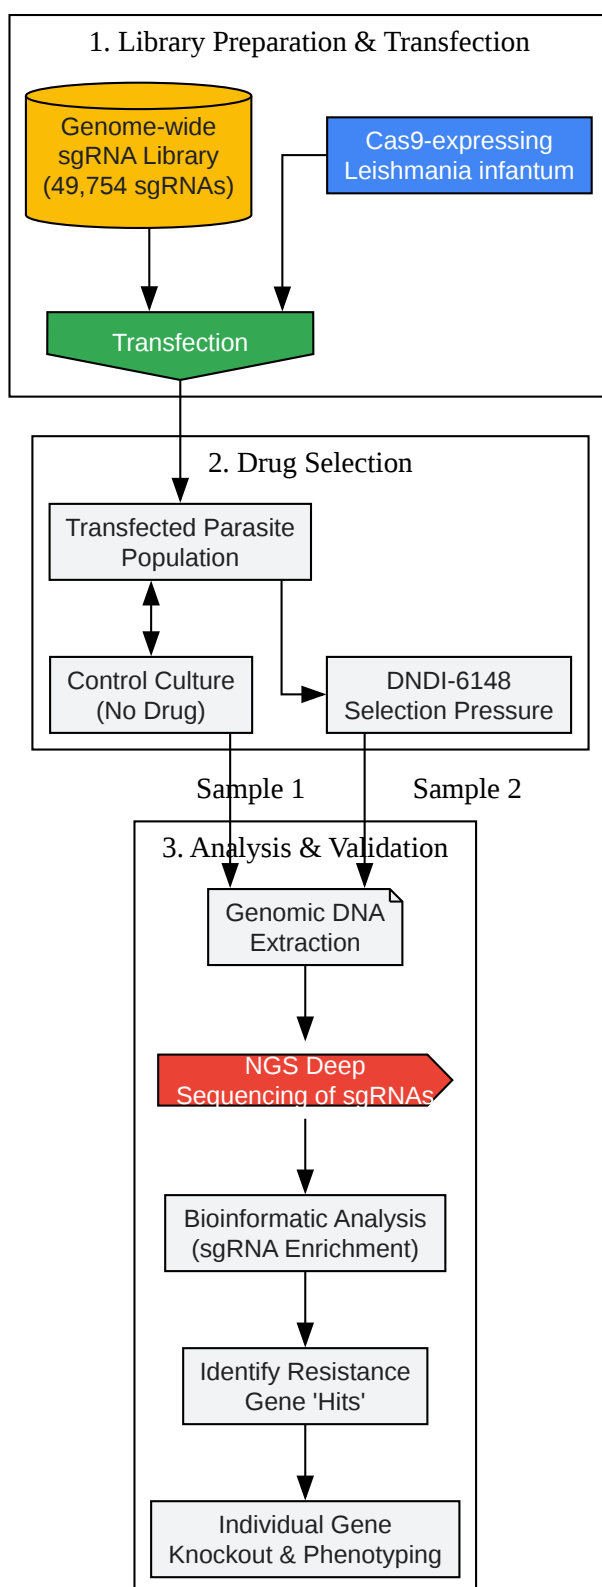 1. Library Preparation & Transfection
Genome-wide
sgRNA Library
(49,754 sgRNAs)
Cas9-expressing
Leishmania infantum
Transfection
2. Drug Selection
Transfected Parasite
Population
Control Culture
(No Drug)
DNDI-6148
Selection Pressure
Sample 1
Sample 2
3. Analysis & Validation
Genomic DNA
Extraction
NGS Deep
Sequencing of sgRNAs
Bioinformatic Analysis
(sgRNA Enrichment)
Identify Resistance
Gene 'Hits'
Individual Gene
Knockout & Phenotyping